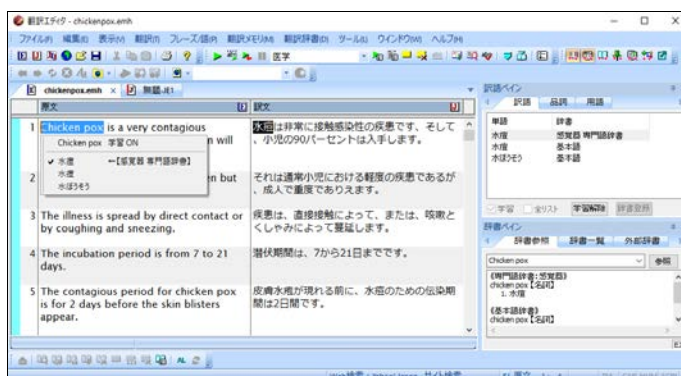 翻訳エディタ - chickenpox.emh
ファイル(F) 編集(E) 表示(V) 翻訳(T) フレーズ/語(P) 翻訳メモリ(M) 翻訳辞書(D) ツール(L) ウインドウ(W) ヘルプ(H)
医学
chickenpox.emh × 無題.JE1
原文 訳文
1 Chicken pox is a very contagious
n will
水痘は非常に接触感染性の疾患です、そして
、小児の90パーセントは入手します。
Chicken pox 学習 ON
✓ 水痘 ←【感覚器 専門語辞書】
水痘
水ぼうそう
2 n but
それは通常小児における軽度の疾患であるが
、成人で重度でありえます。
3 The illness is spread by direct contact or
by coughing and sneezing.
疾患は、直接接触によって、または、咳嗽と
くしゃみによって蔓延します。
4 The incubation period is from 7 to 21
days.
潜伏期間は、7から21日までです。
5 The contagious period for chicken pox
is for 2 days before the skin blisters
appear.
皮膚水疱が現れる前に、水痘のための伝染期
間は2日間です。
訳語ペイン
訳語 品詞 用語
単語 辞書
水痘 感覚器 専門語辞書
水痘 基本語
水ぼうそう 基本語
学習 全リスト 学習解除 辞書登録
辞書ペイン
辞書参照 辞書一覧 外部辞書
Chicken pox 参照
《専門語辞書:感覚器》
chicken pox【名詞】
1. 水痘
《基本語辞書》
chicken pox【名詞】